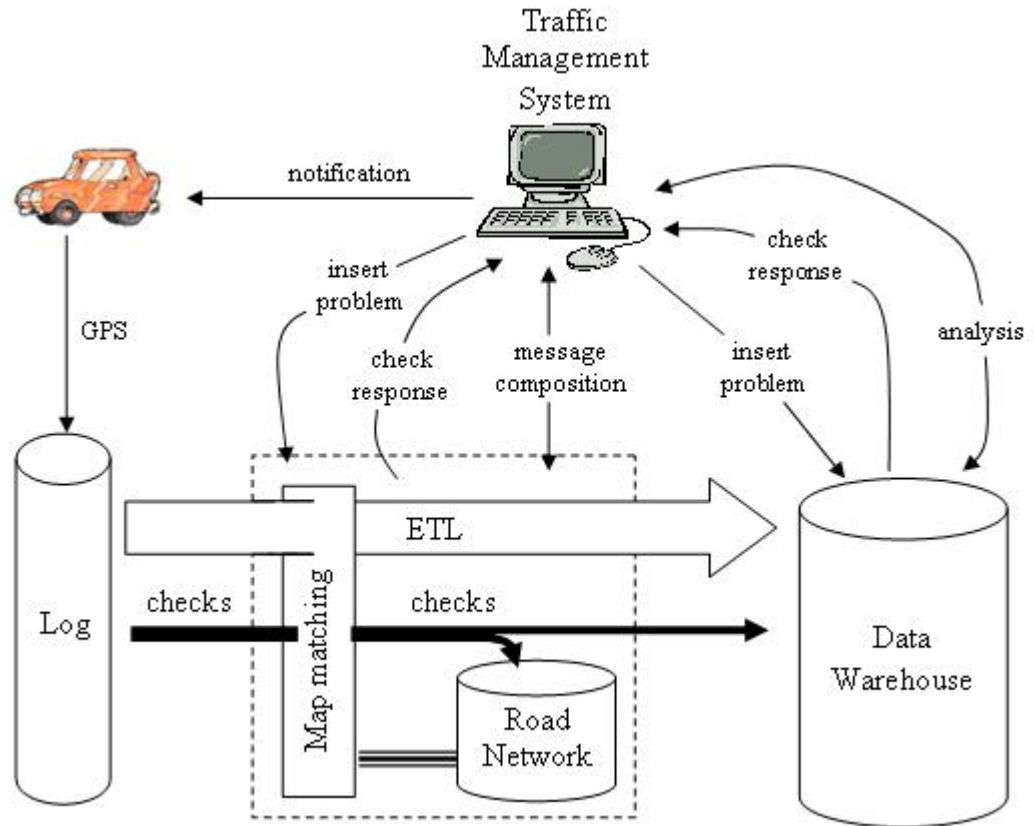 Traffic
Management
System
notification
insert
problem
check
response
GPS
check
response
message
composition
insert
problem
analysis
ETL
checks
checks
Log
Map matching
Road
Network
Data
Warehouse